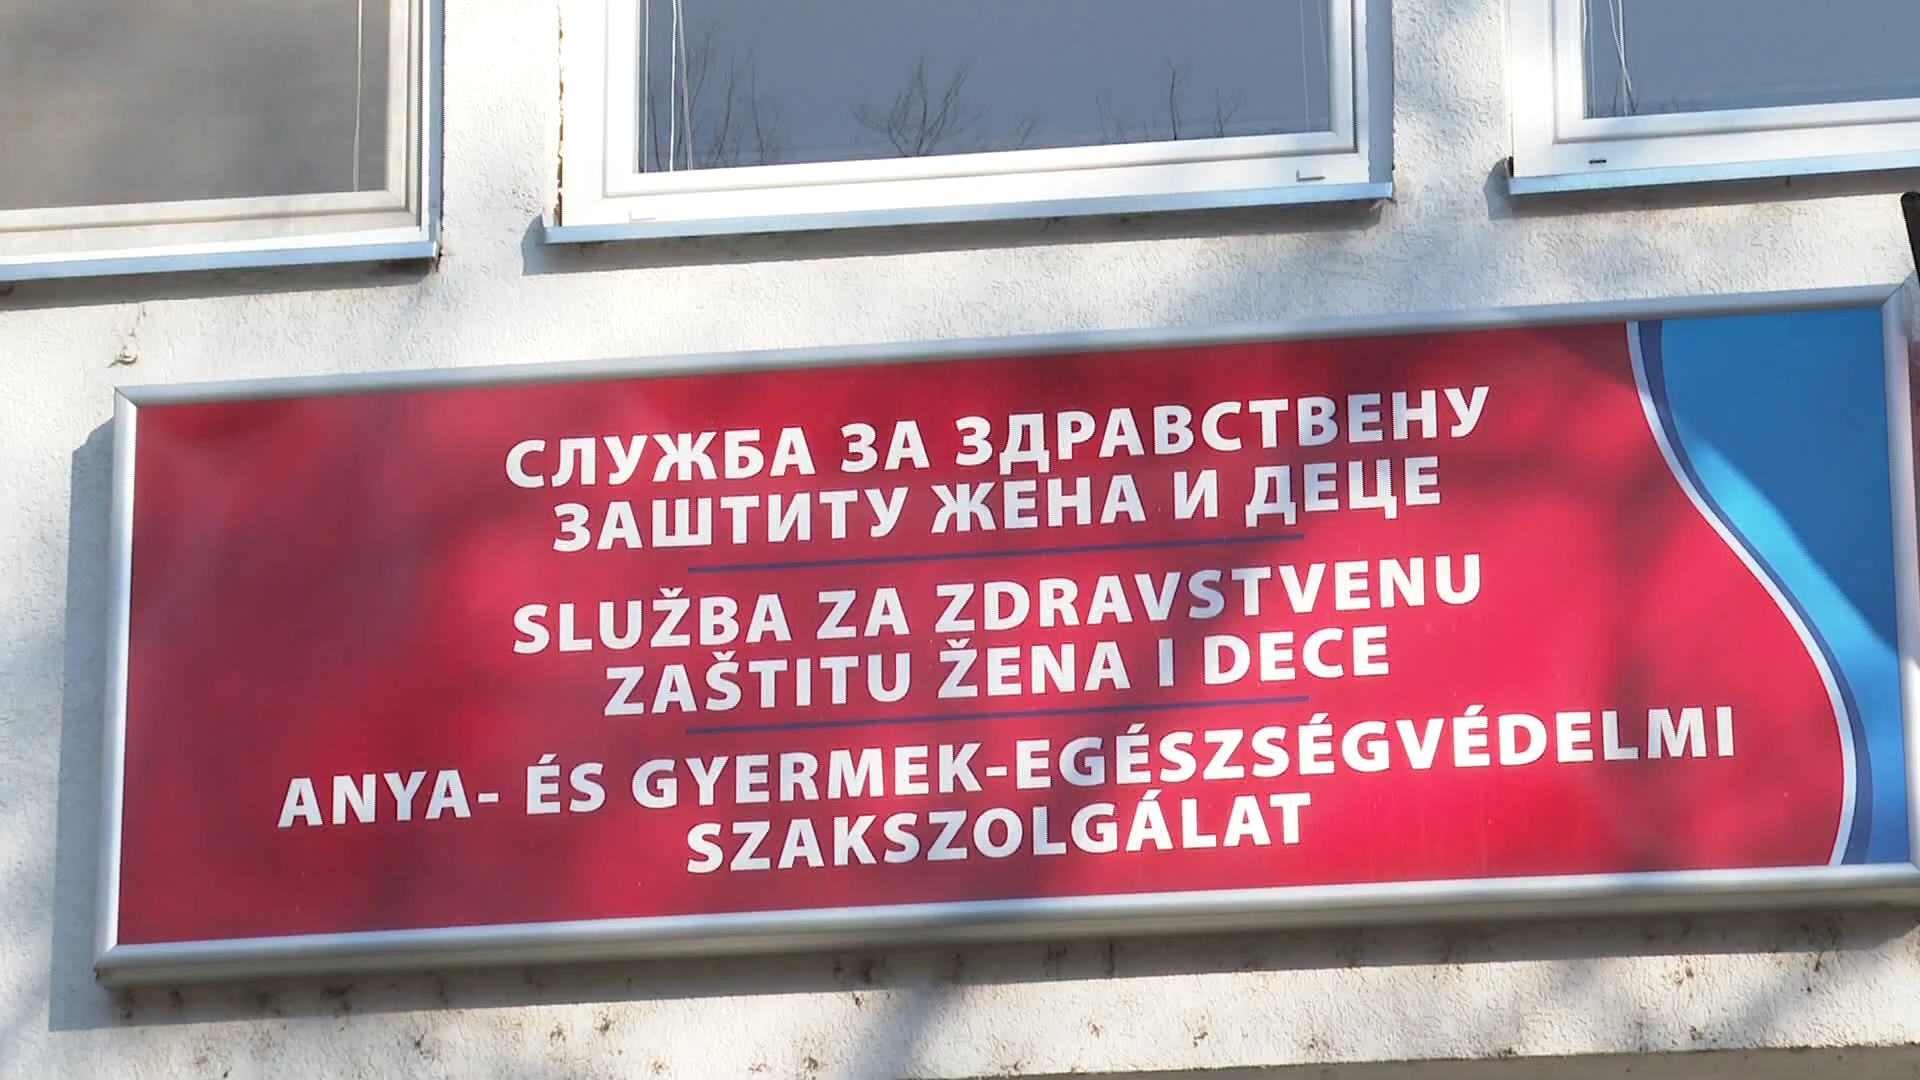 СЛУЖБА ЗА ЗДРАВСТВЕНУ
ЗАШТИТУ ЖЕНА И ДЕЦЕ
SLUŽBA ZA ZDRAVSTVENU
ZAŠTITU ŽENA I DECE
ANYA- ÉS GYERMEK-EGÉSZSÉGVÉDELMI
SZAKSZOLGÁLAT